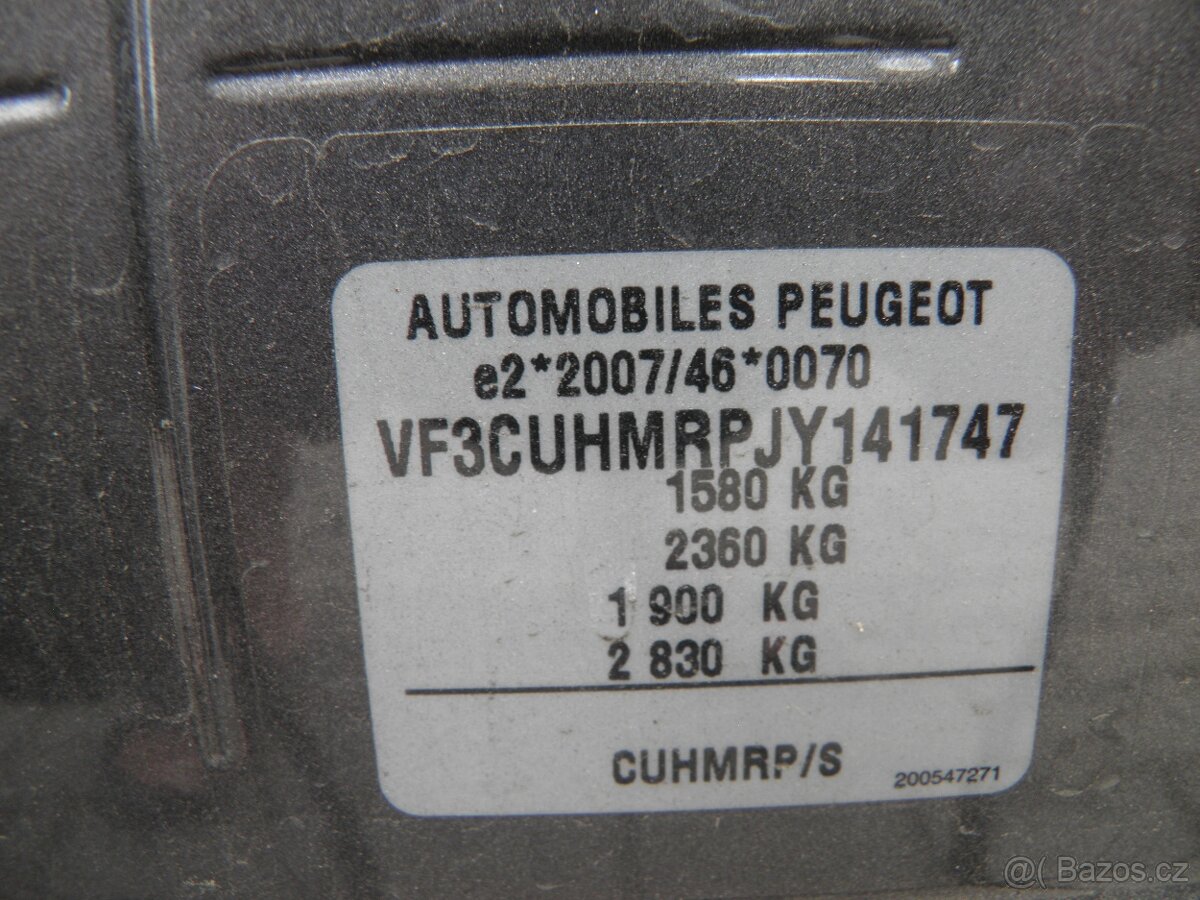 AUTOMOBILES PEUGEOT
e2*2007/46*0070
VF3CUHMRPJY141747
1580 KG
2360 KG
1 900 KG
2 830 KG
CUHMRP/S
200547271
@( Bazos.cz